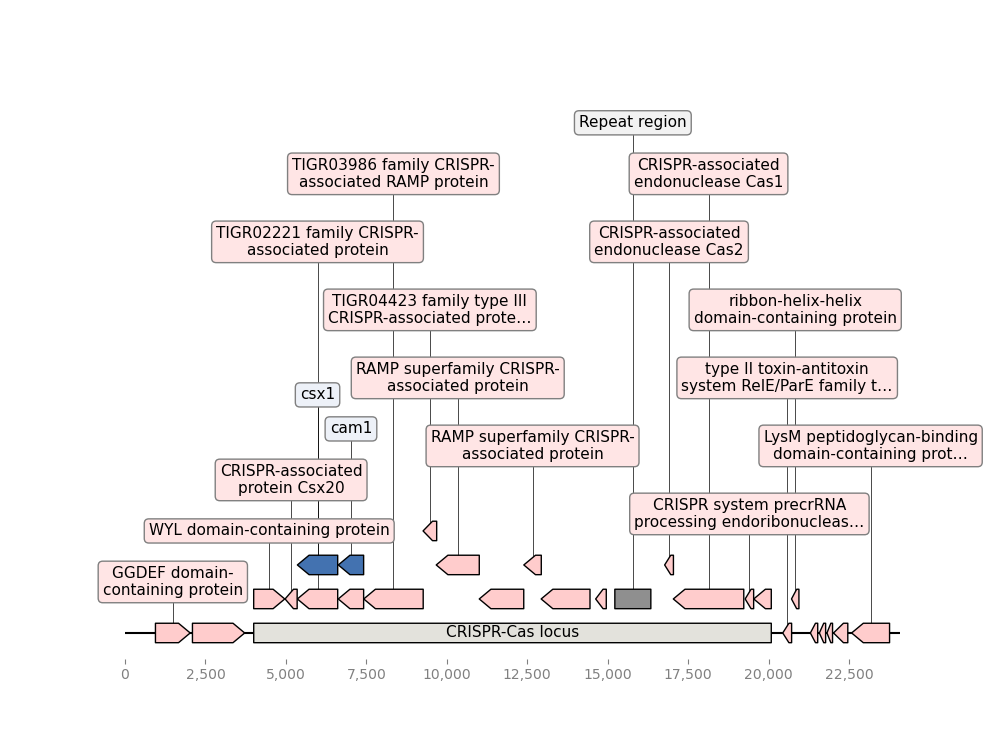 Repeat region
TIGR03986 family CRISPR-
associated RAMP protein
CRISPR-associated
endonuclease Cas1
TIGR02221 family CRISPR-
associated protein
CRISPR-associated
endonuclease Cas2
TIGR04423 family type III
CRISPR-associated prote…
ribbon-helix-helix
domain-containing protein
RAMP superfamily CRISPR-
associated protein
type II toxin-antitoxin
system RelE/ParE family t…
csx1
cam1
RAMP superfamily CRISPR-
associated protein
LysM peptidoglycan-binding
domain-containing prot…
CRISPR-associated
protein Csx20
CRISPR system precrRNA
processing endoribonucleas…
WYL domain-containing protein
GGDEF domain-
containing protein
CRISPR-Cas locus
0 2,500 5,000 7,500 10,000 12,500 15,000 17,500 20,000 22,500